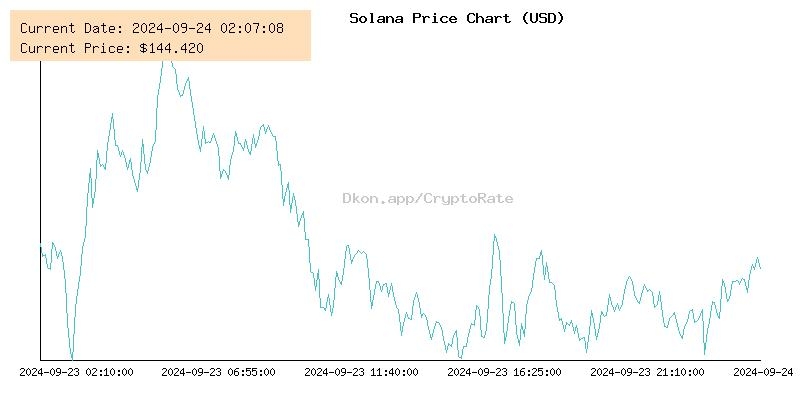 Solana Price Chart (USD)
Current Date: 2024-09-24 02:07:08
Current Price: $144.420
Dkon.app/CryptoRate
2024-09-23 02:10:00
2024-09-23 06:55:00
2024-09-23 11:40:00
2024-09-23 16:25:00
2024-09-23 21:10:00
2024-09-24